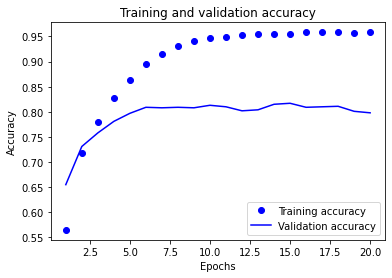 Training and validation accuracy
Accuracy
0.95
0.90
0.85
0.80
0.75
0.70
0.65
0.60
0.55
Training accuracy
Validation accuracy
2.5 5.0 7.5 10.0 12.5 15.0 17.5 20.0
Epochs